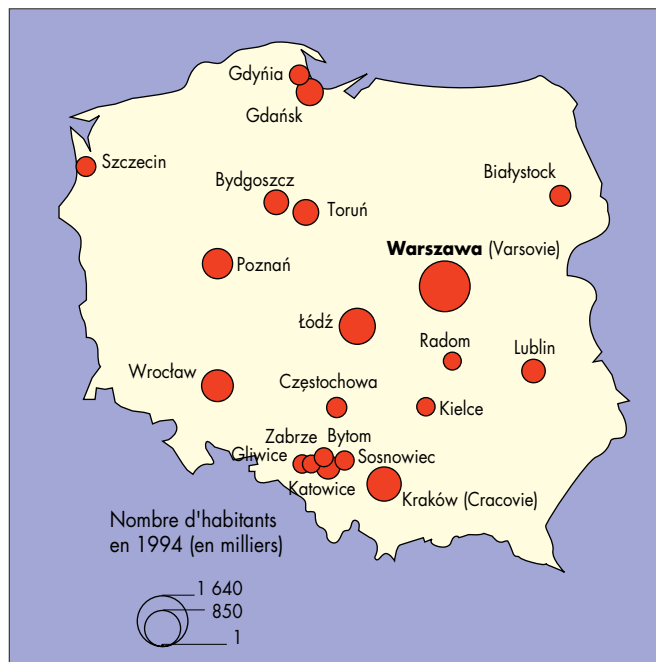 Gdyńia
Gdańsk
Szczecin
Białystock
Bydgoszcz
Toruń
Warszawa (Varsovie)
Poznań
Łódź
Radom
Lublin
Wrocław
Częstochowa
Kielce
Zabrze
Bytom
Gliwice
Sosnowiec
Katowice
Kraków (Cracovie)
Nombre d'habitants
en 1994 (en milliers)
1 640
850
1